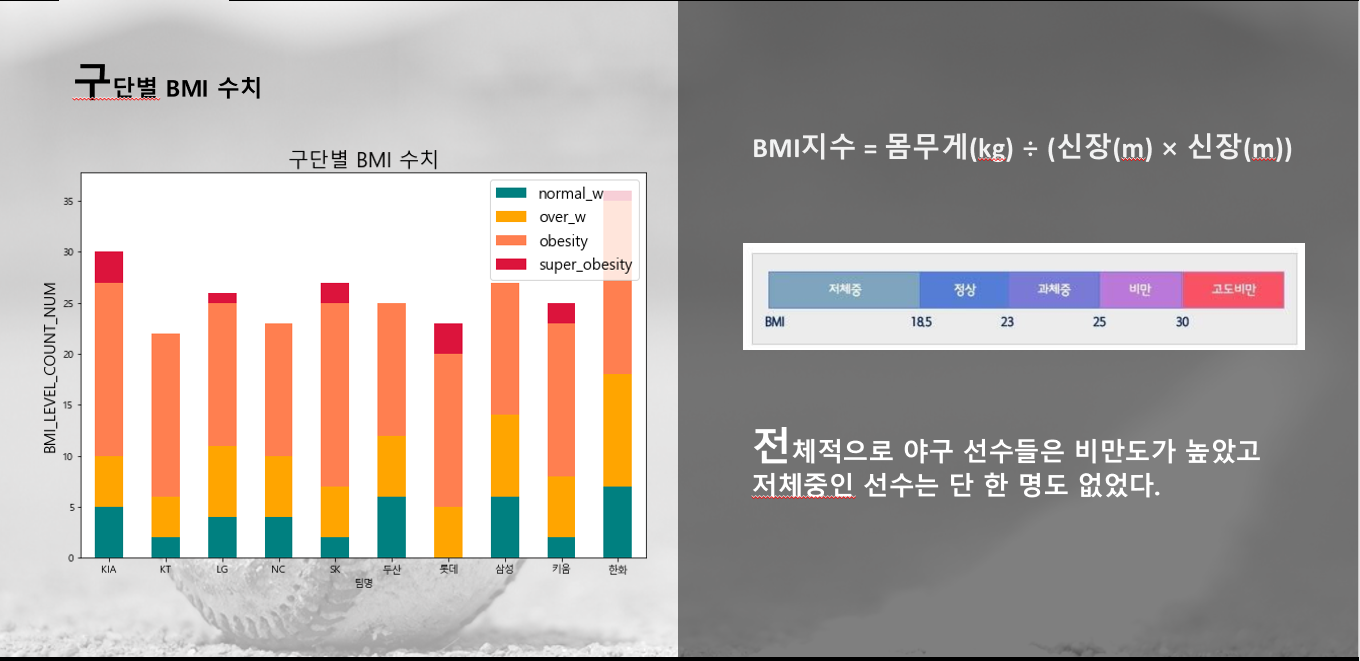 구단별 BMI 수치
구단별 BMI 수치
normal_w
over_w
obesity
super_obesity
BMI_LEVEL_COUNT_NUM
35
30
25
20
15
10
5
0
KIA KT LG NC SK 두산 롯데 삼성 키움 한화
팀명
BMI지수 = 몸무게(kg) ÷ (신장(m) × 신장(m))
저체중 정상 과체중 비만 고도비만
BMI 18.5 23 25 30
전체적으로 야구 선수들은 비만도가 높았고
저체중인 선수는 단 한 명도 없었다.